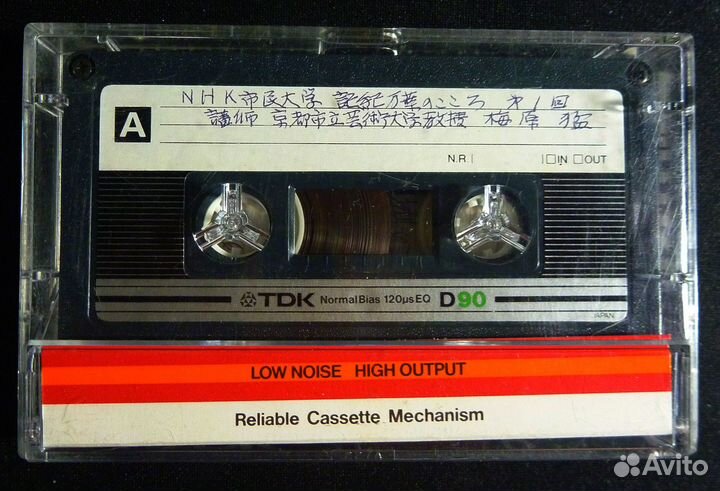 NHK市民大学 記紀万葉のこころ 第1回
A 講師 京都市立芸術大学教授 梅原 猛
N.R. | |□IN □OUT
TDK Normal Bias 120µs EQ D90
JAPAN
LOW NOISE HIGH OUTPUT
Reliable Cassette Mechanism
Avito